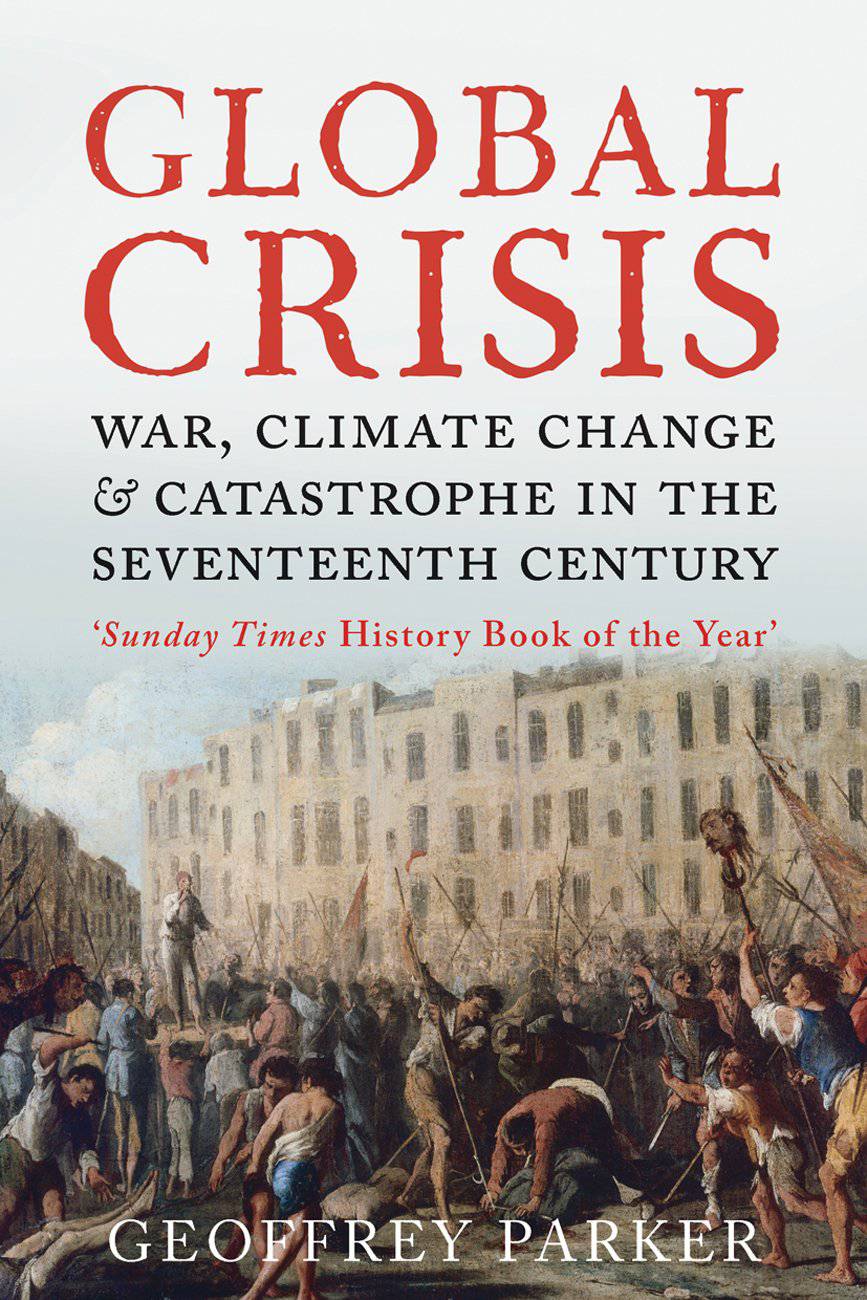 GLOBAL
CRISIS
WAR, CLIMATE CHANGE
& CATASTROPHE IN THE
SEVENTEENTH CENTURY
‘Sunday Times History Book of the Year’
GEOFFREY PARKER